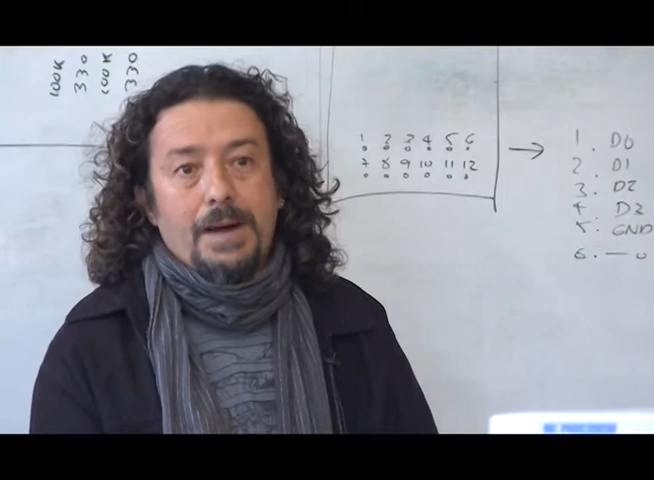 100K
330
100K
330
1 2 3 4 5 6
7 8 9 10 11 12
1. D0
2. D1
3. D2
4. D3
5. GND
6.